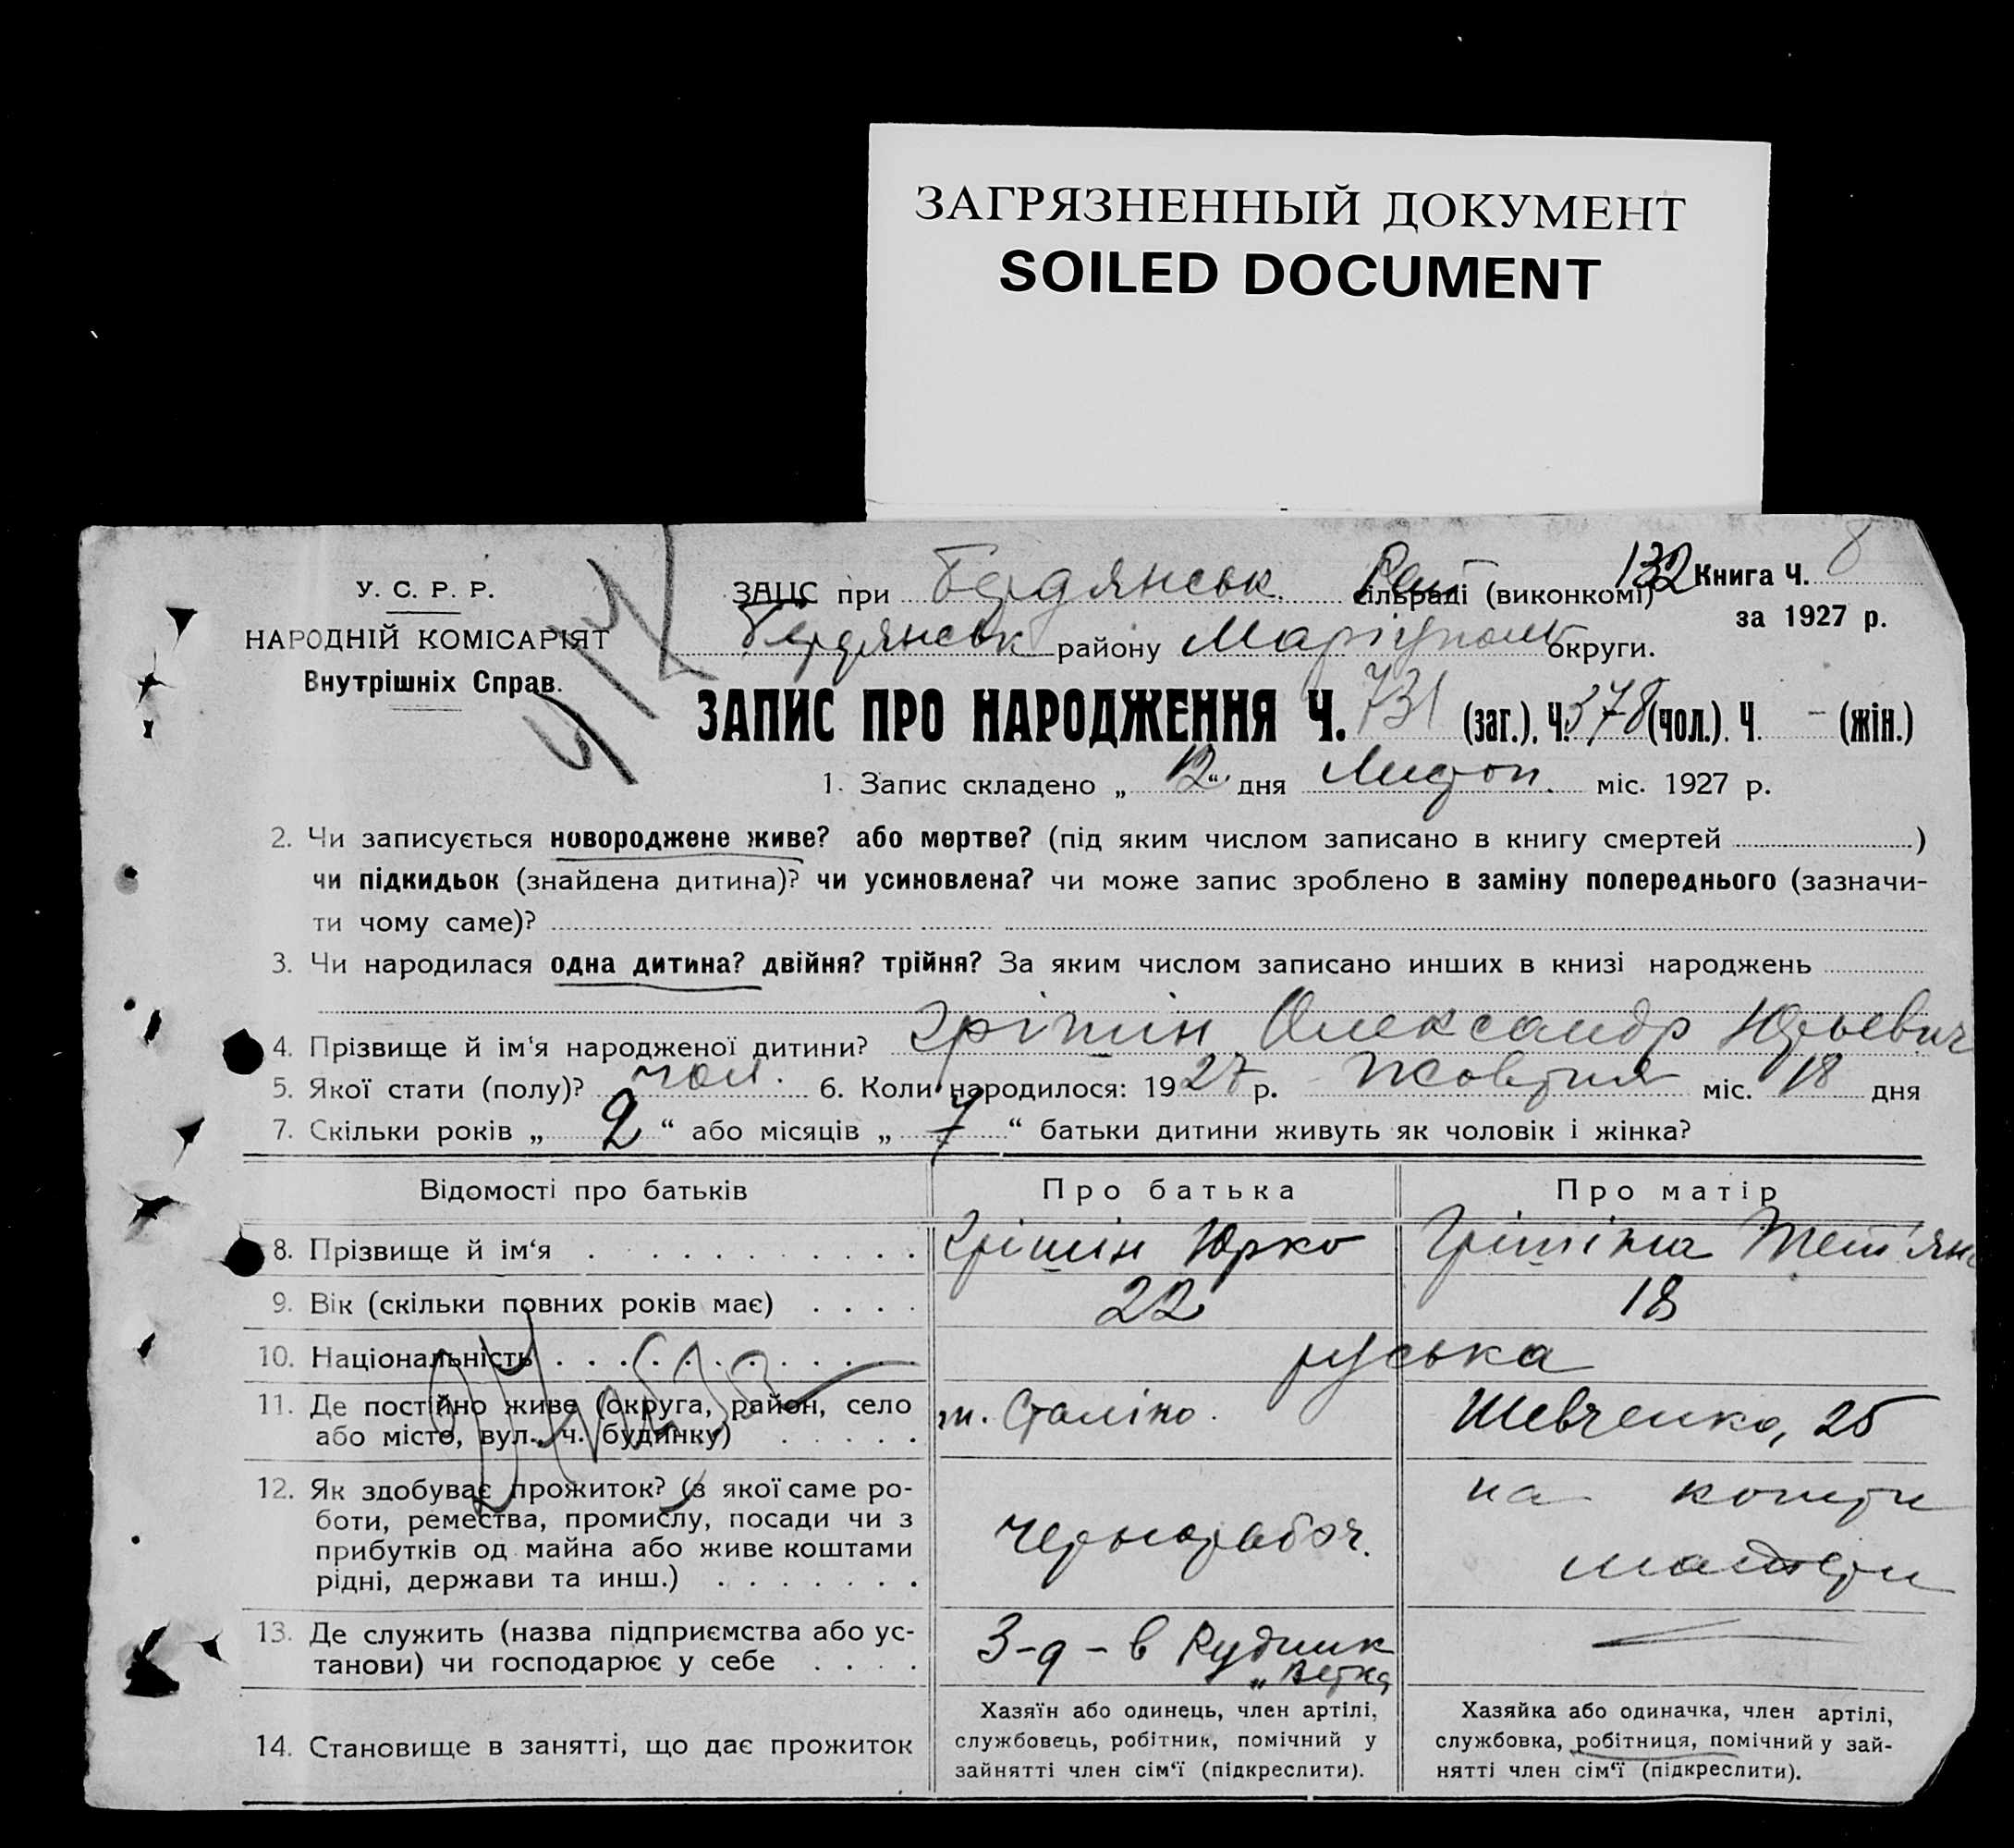 ЗАГРЯЗНЕННЫЙ ДОКУМЕНТ
SOILED DOCUMENT
У. С. Р. Р.
НАРОДНІЙ КОМІСАРІЯТ
Внутрішніх Справ.
132 Книга Ч. 8
за 1927 р.
ЗАЦС при Бердянськ. Рай сільраді (виконкомі)
Бердянськ району Маріупольк округи.
ЗАПИС ПРО НАРОДЖЕННЯ Ч. 731 (заг.). Ч. 378 (чол.). Ч. - (жін.)
1. Запис складено „ 12 “ дня Листоп. міс. 1927 р.
2. Чи записується новороджене живе? або мертве? (під яким числом записано в книгу смертей )
чи підкидьок (знайдена дитина)? чи усиновлена? чи може запис зроблено в заміну попереднього (зазначи-
ти чому саме)?
3. Чи народилася одна дитина? двійня? трійня? За яким числом записано инших в книзі народжень
4. Прізвище й ім‘я народженої дитини? Грішин Олександр Юрьевич
5. Якої стати (полу)? чол. 6. Коли народилося: 1927 р. Жовтня міс. 18 дня
7. Скільки років „ 2 “ або місяців „ 7 “ батьки дитини живуть як чоловік і жінка?
Відомості про батьків Про батька Про матір
8. Прізвище й ім‘я Грішин Юрко Грішина Тетʼяна
9. Вік (скільки повних років має) 22 18
10. Національність руська
11. Де постійно живе (округа, район, село
або місто, вул., ч. будинку) м. Сталіно. Шевченко, 25
12. Як здобуває прожиток? (з якої саме ро-
боти, ремества, промислу, посади чи з
прибутків од майна або живе коштами
рідні, держави та инш.) чернорабоч. на кошти матери
13. Де служить (назва підприємства або ус-
танови) чи господарює у себе З-д-в Рудник „Ветка
14. Становище в занятті, що дає прожиток
Хазяїн або одинець, член артілі,
службовець, робітник, помічний у
зайнятті член сім‘ї (підкреслити).
Хазяйка або одиначка, член артілі,
службовка, робітниця, помічний у зай-
нятті член сім‘ї (підкреслити).